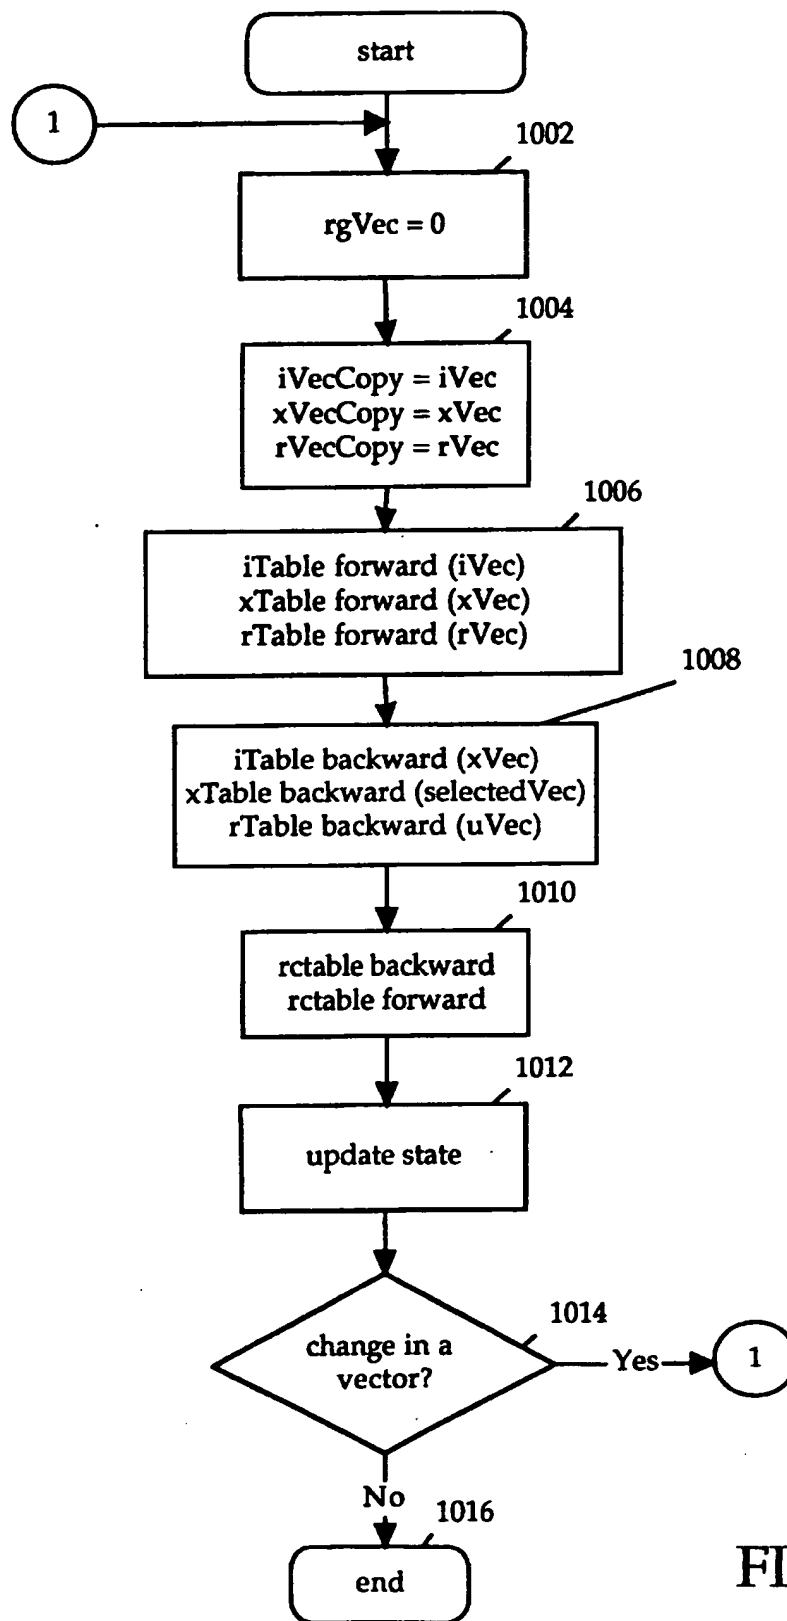 start
1
1002
rgVec = 0
1004
iVecCopy = iVec
xVecCopy = xVec
rVecCopy = rVec
1006
iTable forward (iVec)
xTable forward (xVec)
rTable forward (rVec)
1008
iTable backward (xVec)
xTable backward (selectedVec)
rTable backward (uVec)
1010
rctable backward
rctable forward
1012
update state
1014
change in a
vector?
Yes
1
No
1016
end